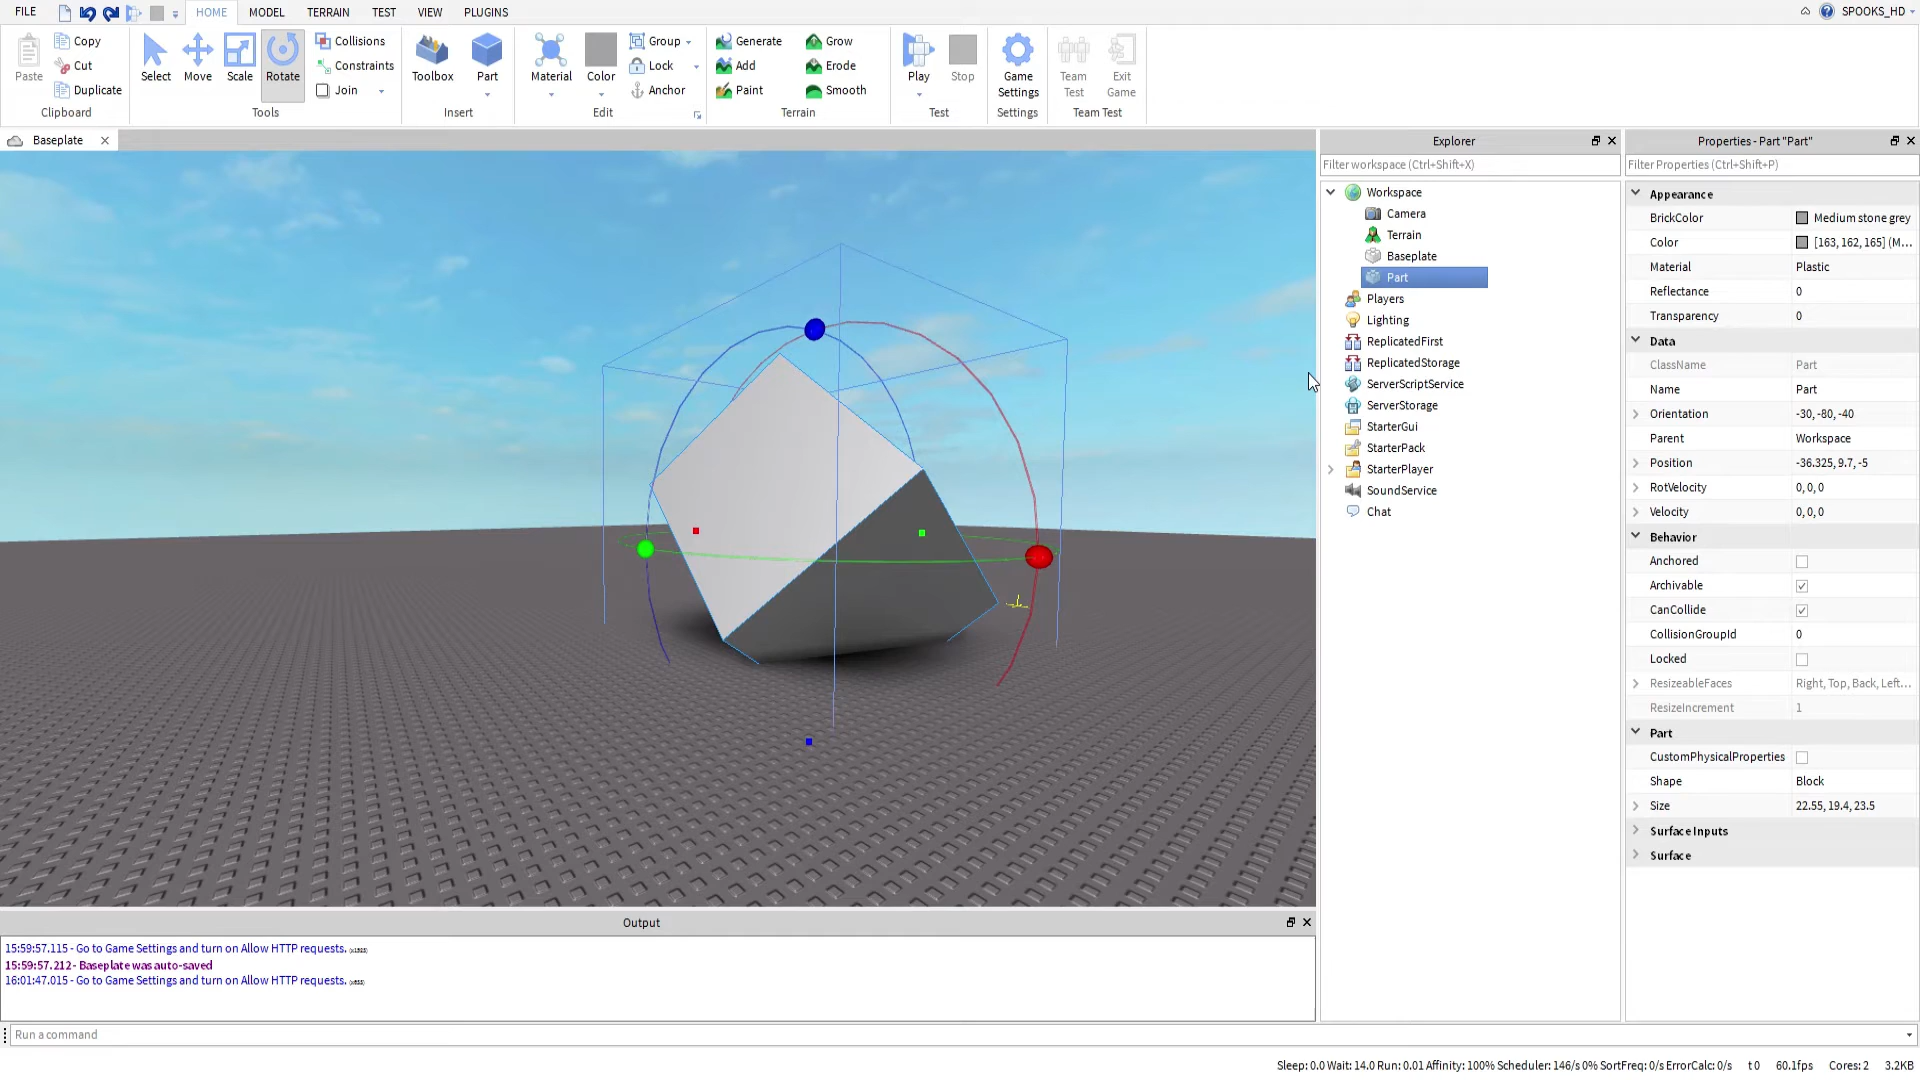 FILE HOME MODEL TERRAIN TEST VIEW PLUGINS SPOOKS_HD
Paste Copy Cut Duplicate
Clipboard
Select Move Scale Rotate Collisions Constraints Join
Tools
Toolbox Part
Insert
Material Color Group Lock Anchor
Edit
Generate Grow
Add Erode
Paint Smooth
Terrain
Play Stop
Test
Game Settings
Settings
Team Test Exit Game
Team Test
Baseplate
Explorer
Filter workspace (Ctrl+Shift+X)
Workspace
Camera
Terrain
Baseplate
Part
Players
Lighting
ReplicatedFirst
ReplicatedStorage
ServerScriptService
ServerStorage
StarterGui
StarterPack
StarterPlayer
SoundService
Chat
Properties - Part "Part"
Filter Properties (Ctrl+Shift+P)
Appearance
BrickColor Medium stone grey
Color [163, 162, 165] (M...
Material Plastic
Reflectance 0
Transparency 0
Data
ClassName Part
Name Part
Orientation -30, -80, -40
Parent Workspace
Position -36.325, 9.7, -5
RotVelocity 0, 0, 0
Velocity 0, 0, 0
Behavior
Anchored
Archivable
CanCollide
CollisionGroupId 0
Locked
ResizeableFaces Right, Top, Back, Left...
ResizeIncrement 1
Part
CustomPhysicalProperties
Shape Block
Size 22.55, 19.4, 23.5
Surface Inputs
Surface
Output
15:59:57.115 - Go to Game Settings and turn on Allow HTTP requests.
15:59:57.212 - Baseplate was auto-saved
16:01:47.015 - Go to Game Settings and turn on Allow HTTP requests.
Run a command
Sleep: 0.0 Wait: 14.0 Run: 0.01 Affinity: 100% Scheduler: 146/s 0% SortFreq: 0/s ErrorCalc: 0/s t 0 60.1fps Cores: 2 3.2KB